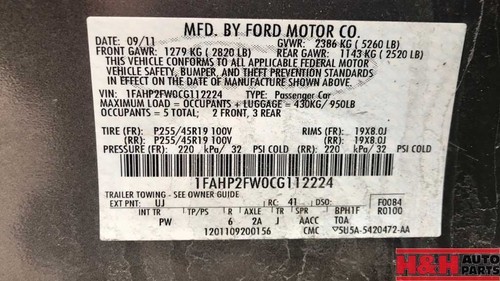 MFD. BY FORD MOTOR CO.
DATE: 09/11 GVWR: 2386 KG ( 5260 LB)
FRONT GAWR: 1279 KG ( 2820 LB) REAR GAWR: 1143 KG ( 2520 LB)
THIS VEHICLE CONFORMS TO ALL APPLICABLE FEDERAL MOTOR
VEHICLE SAFETY, BUMPER, AND THEFT PREVENTION STANDARDS
IN EFFECT ON THE DATE OF MANUFACTURE SHOWN ABOVE.
VIN: 1FAHP2FW0CG112224 TYPE: Passenger Car
MAXIMUM LOAD= OCCUPANTS + LUGGAGE = 430KG/950LB
OCCUPANTS = 5 TOTAL: 2 FRONT, 3 REAR
TIRE (FR): P255/45R19 100V RIMS (FR): 19X8.0J
(RR): P255/45R19 100V (RR): 19X8.0J
PRESSURE (FR): 220 kPa/ 32 PSI COLD (RR): 220 kPa/ 32 PSI COLD
1FAHP2FW0CG112224
TRAILER TOWING - SEE OWNER GUIDE
EXT PNT: UJ RC: 41 DSO: F0084
INT TR TP/PS R AXLE TR SPR BPH1F R0100
PW 6 2A J AACC T0A
1201109200156 CMC ▽5U5A-5420472-AA
H&H AUTO PARTS